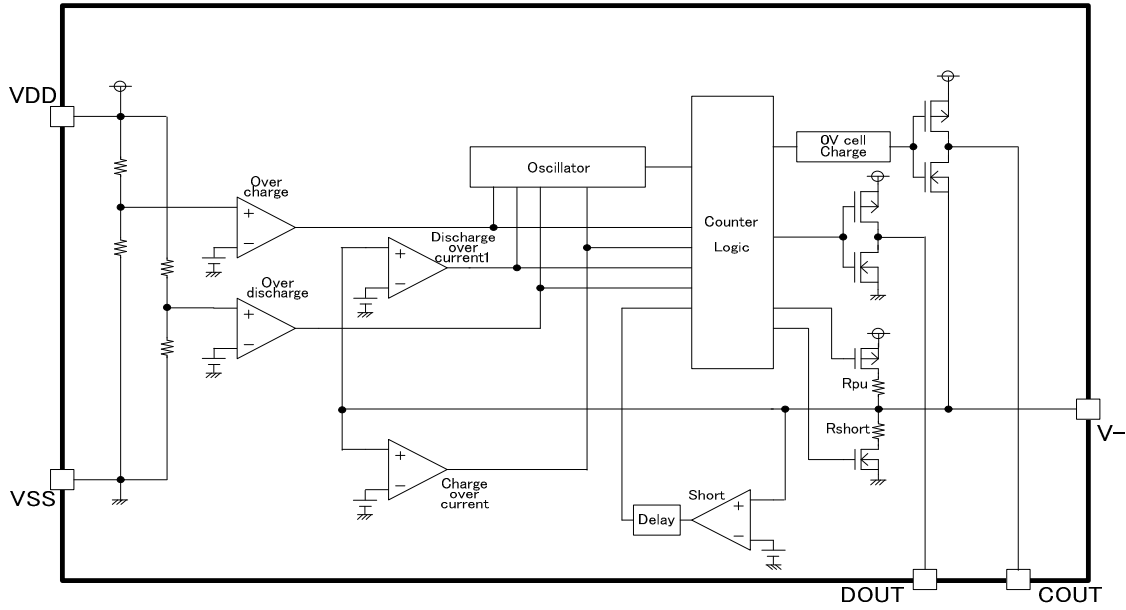 VDD
Over
charge
Oscillator
Discharge
over
current1
Over
discharge
Counter
Logic
0V cell
Charge
Rpu
Rshort
V−
VSS
Charge
over
current
Short
Delay
DOUT
COUT
+
−
+
−
+
−
+
−
+
−